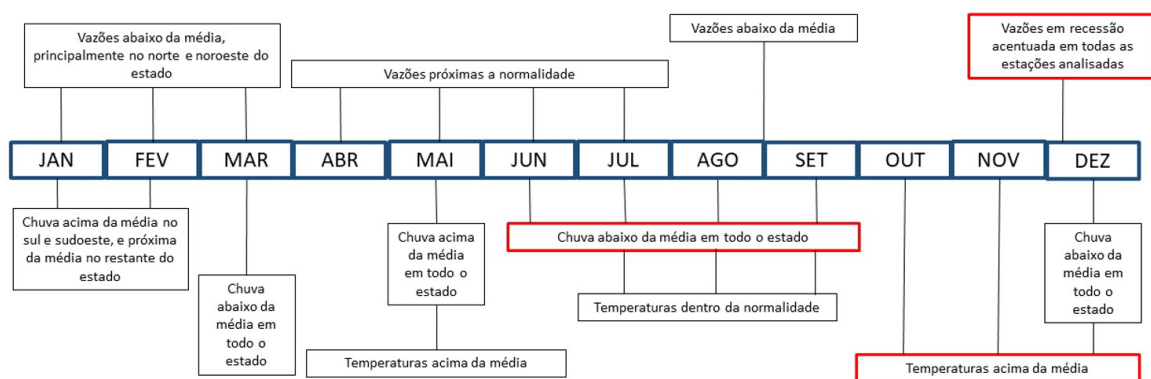 Vazões abaixo da média,
principalmente no norte e noroeste do
estado
Vazões próximas a normalidade
Vazões abaixo da média
Vazões em recessão
acentuada em todas as
estações analisadas
JAN FEV MAR ABR MAI JUN JUL AGO SET OUT NOV DEZ
Chuva acima da média no
sul e sudoeste, e próxima
da média no restante do
estado
Chuva
abaixo da
média em
todo o
estado
Chuva acima
da média
em todo o
estado
Temperaturas acima da média
Chuva abaixo da média em todo o estado
Temperaturas dentro da normalidade
Chuva
abaixo da
média em
todo o
estado
Temperaturas acima da média